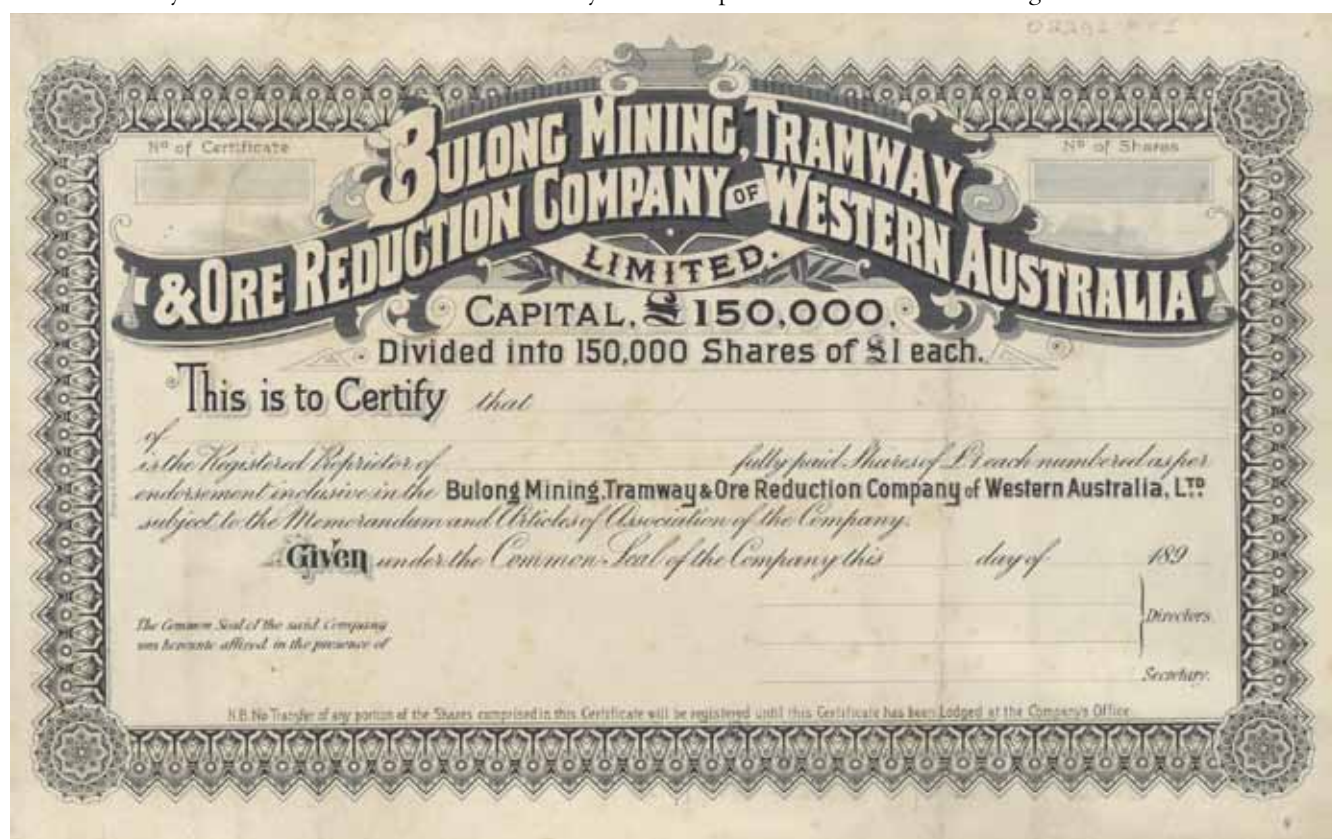 Nº of Certificate
Nº of Shares
BULONG MINING, TRAMWAY
& ORE REDUCTION COMPANY OF WESTERN AUSTRALIA
LIMITED.
CAPITAL, £150,000.
Divided into 150,000 Shares of £1 each.
This is to Certify that
of
is the Registered Proprietor of fully paid Shares of £1 each numbered as per
endorsement inclusive in the Bulong Mining, Tramway & Ore Reduction Company of Western Australia, LTD.
subject to the Memorandum and Articles of Association of the Company.
Given under the Common Seal of the Company this day of 189
The Common Seal of the said Company
was hereunto affixed in the presence of
Directors.
Secretary.
N.B. No Transfer of any portion of the Shares comprised in this Certificate will be registered until this Certificate has been Lodged at the Company's Office